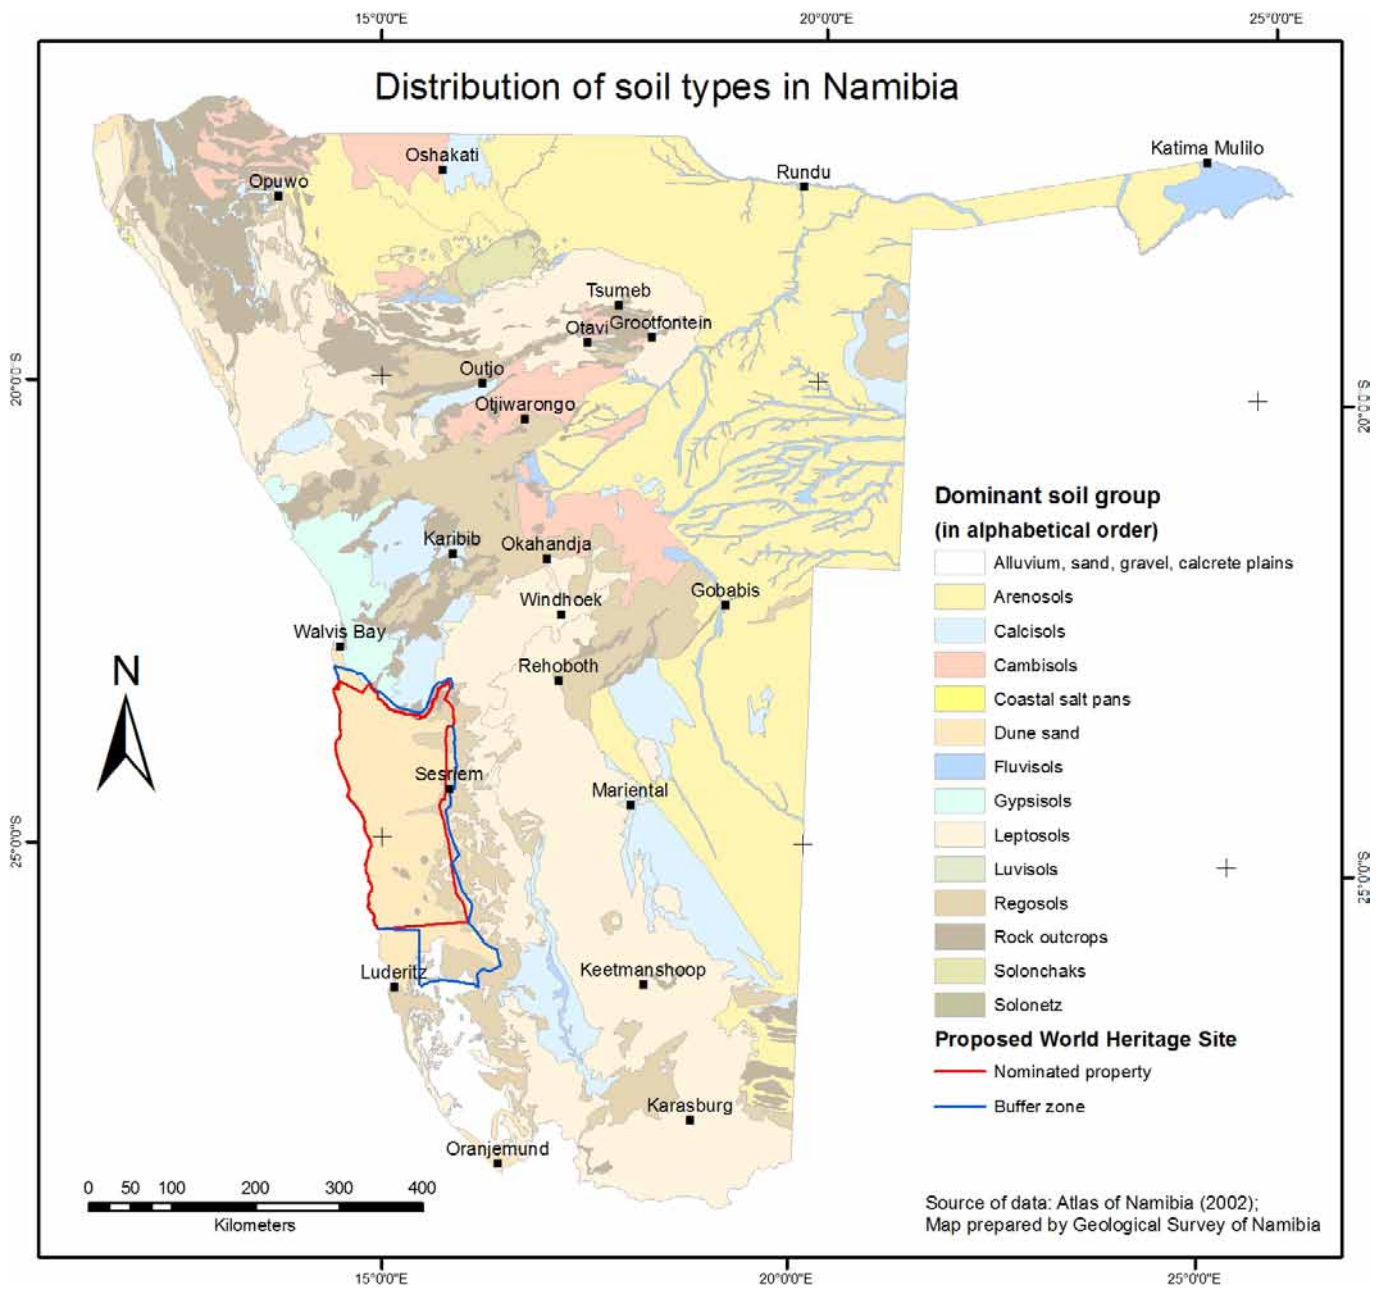 15°0'0"E
20°0'0"E
25°0'0"E
Distribution of soil types in Namibia
Oshakati
Katima Mulilo
Rundu
Opuwo
Tsumeb
Otavi
Grootfontein
20°0'0"S
20°0'0"S
Outjo
Otjiwarongo
Karibib
Okahandja
Gobabis
Windhoek
Walvis Bay
Rehoboth
N
Sesriem
Mariental
25°0'0"S
25°0'0"S
Luderitz
Keetmanshoop
Karasburg
Oranjemund
Dominant soil group
(in alphabetical order)
Alluvium, sand, gravel, calcrete plains
Arenosols
Calcisols
Cambisols
Coastal salt pans
Dune sand
Fluvisols
Gypsisols
Leptosols
Luvisols
Regosols
Rock outcrops
Solonchaks
Solonetz
Proposed World Heritage Site
Nominated property
Buffer zone
0 50 100 200 300 400
Kilometers
Source of data: Atlas of Namibia (2002);
Map prepared by Geological Survey of Namibia
15°0'0"E
20°0'0"E
25°0'0"E